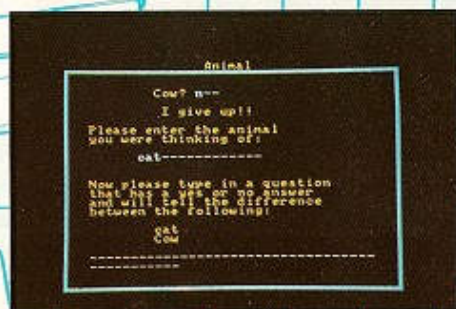 Animal
Cow? n--
I give up!!
Please enter the animal
you were thinking of:
cat-------------
Now please type in a question
that has a yes or no answer
and will tell the difference
between the following:
cat
Cow